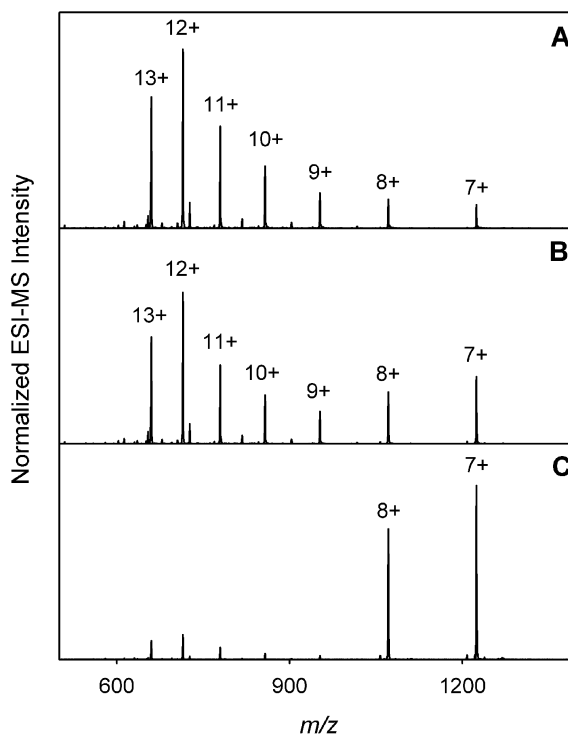 A
12+
13+
11+
10+
9+
8+
7+
B
12+
13+
11+
10+
9+
8+
7+
C
7+
8+
Normalized ESI-MS Intensity
600 900 1200
m/z